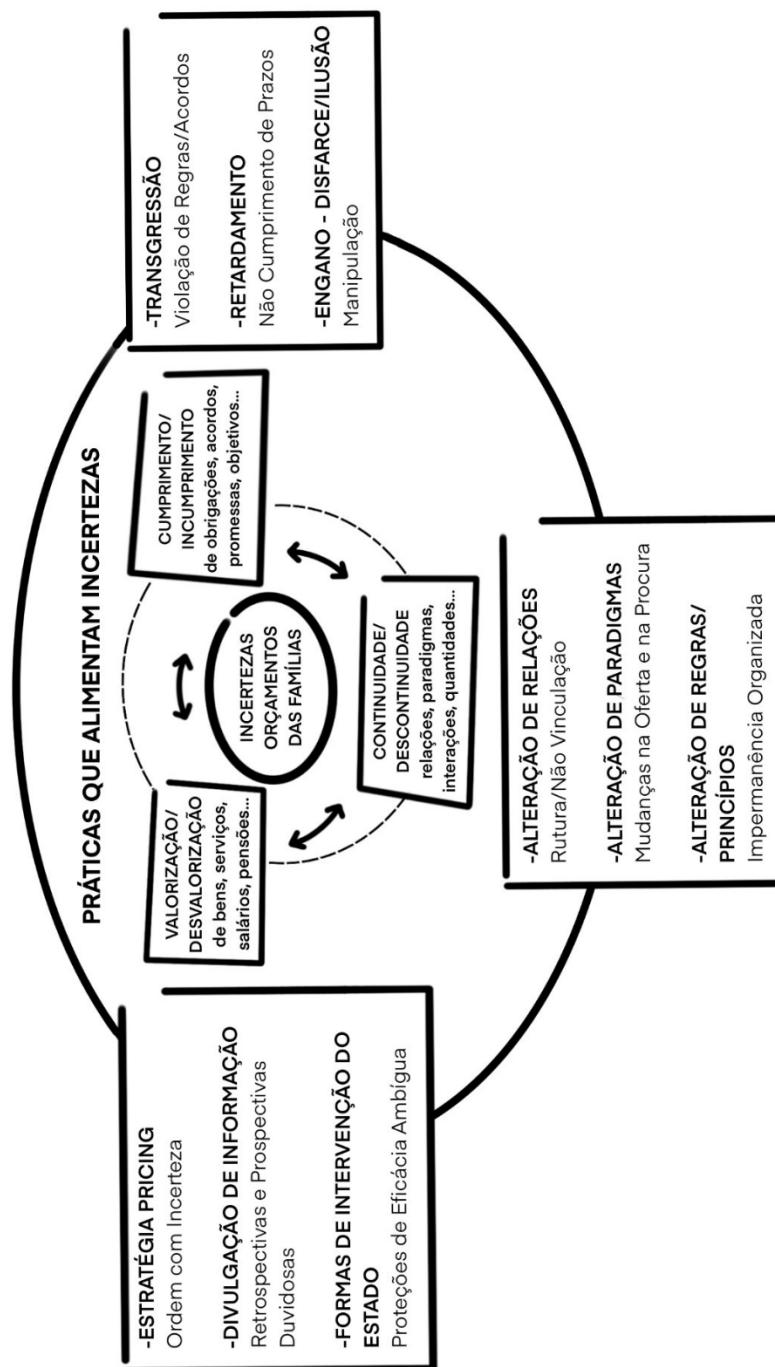 PRÁTICAS QUE ALIMENTAM INCERTEZAS
-ESTRATÉGIA PRICING
Ordem com Incerteza
-DIVULGAÇÃO DE INFORMAÇÃO
Retrospectivas e Prospectivas
Duvidosas
-FORMAS DE INTERVENÇÃO DO
ESTADO
Proteções de Eficácia Ambígua
VALORIZAÇÃO/
DESVALORIZAÇÃO
de bens, serviços,
salários, pensões...
INCERTEZAS
ORÇAMENTOS
DAS FAMÍLIAS
CUMPRIMENTO/
INCUMPRIMENTO
de obrigações, acordos,
promessas, objetivos...
CONTINUIDADE/
DESCONTINUIDADE
relações, paradigmas,
interações, quantidades...
-TRANSGRESSÃO
Violação de Regras/Acordos
-RETARDAMENTO
Não Cumprimento de Prazos
-ENGANO - DISFARCE/ILUSÃO
Manipulação
-ALTERAÇÃO DE RELAÇÕES
Rutura/Não Vinculação
-ALTERAÇÃO DE PARADIGMAS
Mudanças na Oferta e na Procura
-ALTERAÇÃO DE REGRAS/
PRINCÍPIOS
Impermanência Organizada